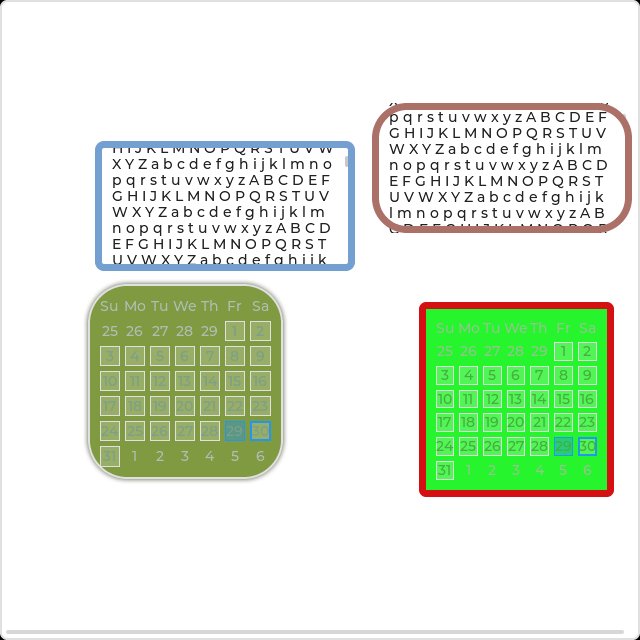 HIJKLMNOPQRSTUVW
XYZabcdefghijklmno
pqrstuvwxyzABCDEF
GHIJKLMNOPQRSTUV
WXYZabcdefghijklm
nopqrstuvwxyzABCD
EFGHIJKLMNOPQRST
UVWXYZabcdefghijk
pqrstuvwxyzABCDEF
GHIJKLMNOPQRSTUV
WXYZabcdefghijklm
nopqrstuvwxyzABCD
EFGHIJKLMNOPQRST
UVWXYZabcdefghijk
lmnopqrstuvwxyzAB
Su Mo Tu We Th Fr Sa
25 26 27 28 29 1 2
3 4 5 6 7 8 9
10 11 12 13 14 15 16
17 18 19 20 21 22 23
24 25 26 27 28 29 30
31 1 2 3 4 5 6
Su Mo Tu We Th Fr Sa
25 26 27 28 29 1 2
3 4 5 6 7 8 9
10 11 12 13 14 15 16
17 18 19 20 21 22 23
24 25 26 27 28 29 30
31 1 2 3 4 5 6